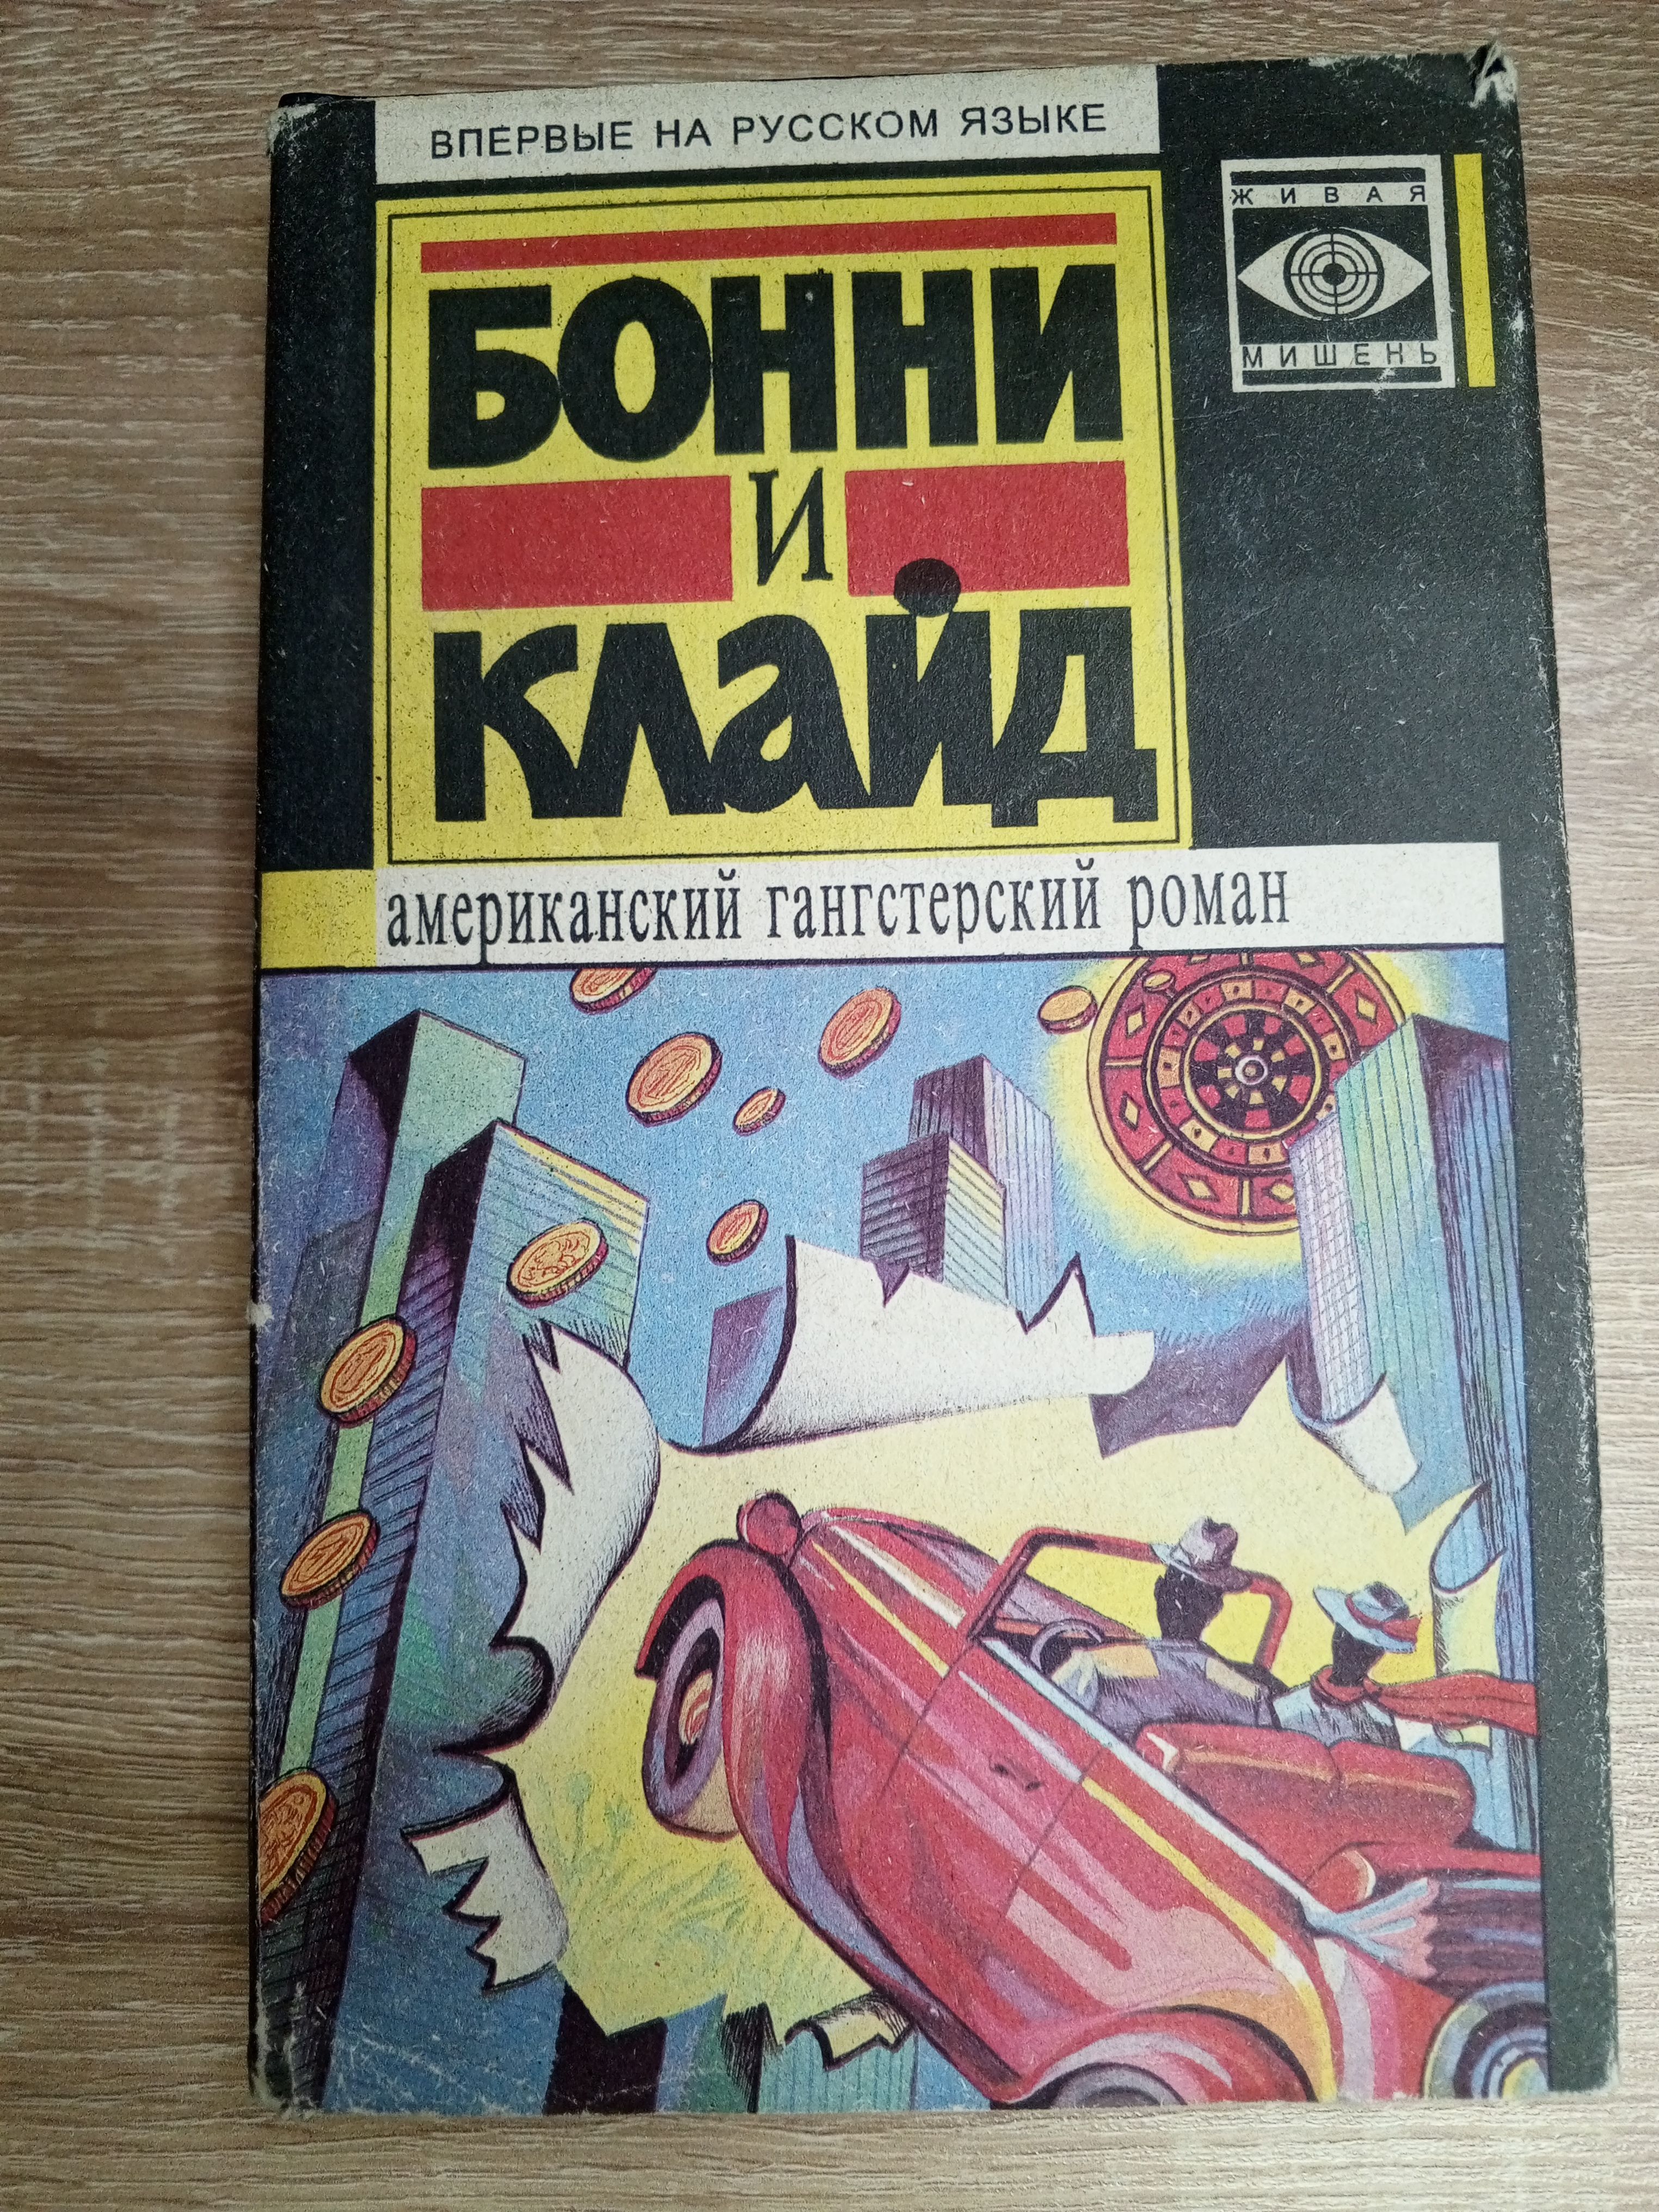 ВПЕРВЫЕ НА РУССКОМ ЯЗЫКЕ
ЖИВАЯ
МИШЕНЬ
БОННИ
И
КЛАЙД
американский гангстерский роман